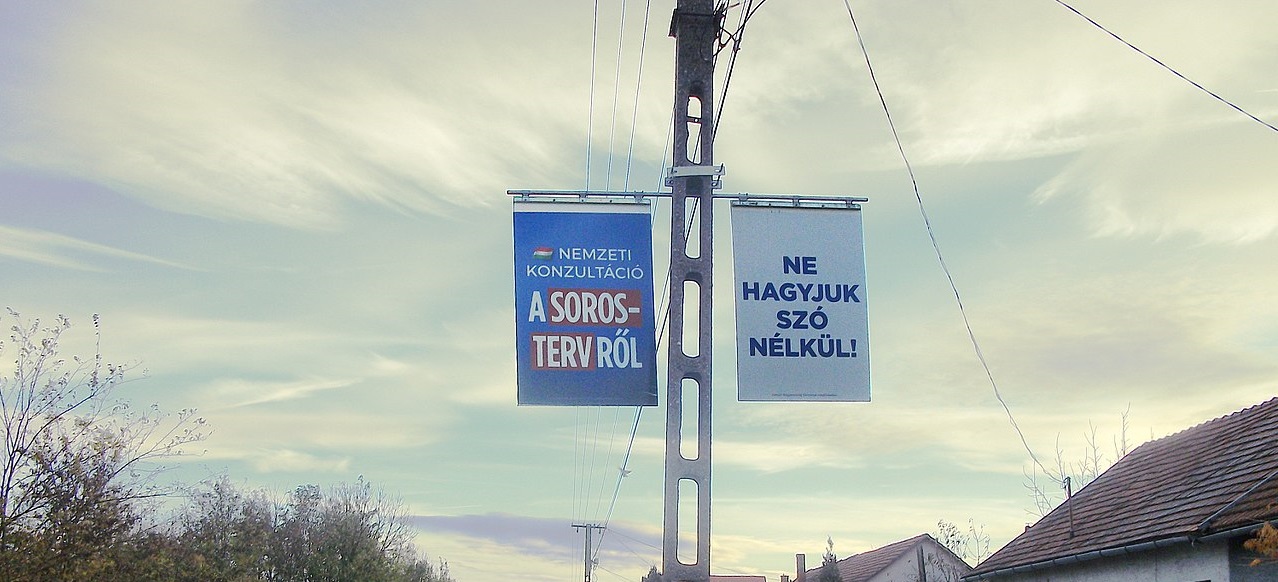 NEMZETI
KONZULTÁCIÓ
A SOROS-
TERVRŐL
NE
HAGYJUK
SZÓ
NÉLKÜL!